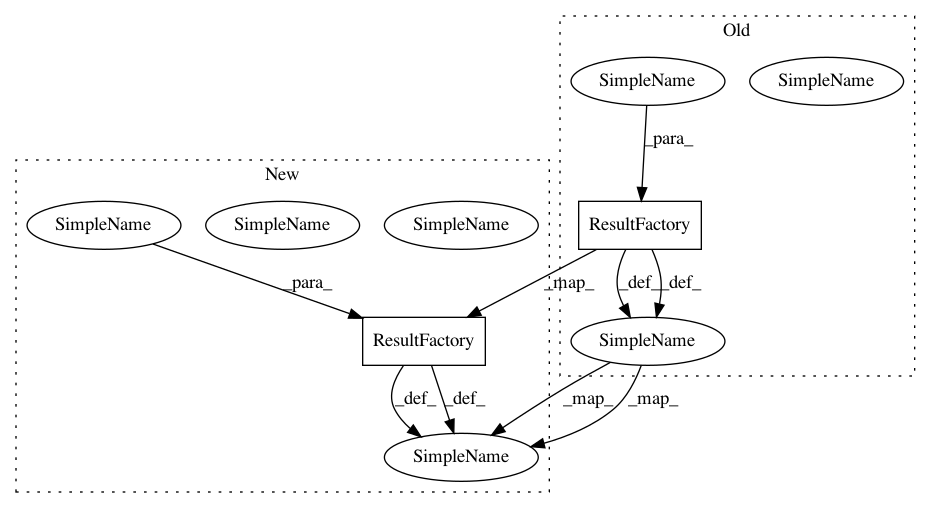 Old
SimpleName
SimpleName
_para_
New
SimpleName
SimpleName
SimpleName
ResultFactory
_para_
_map_
_def_
_def_
ResultFactory
SimpleName
_def_
_def_
_map_
_map_
SimpleName